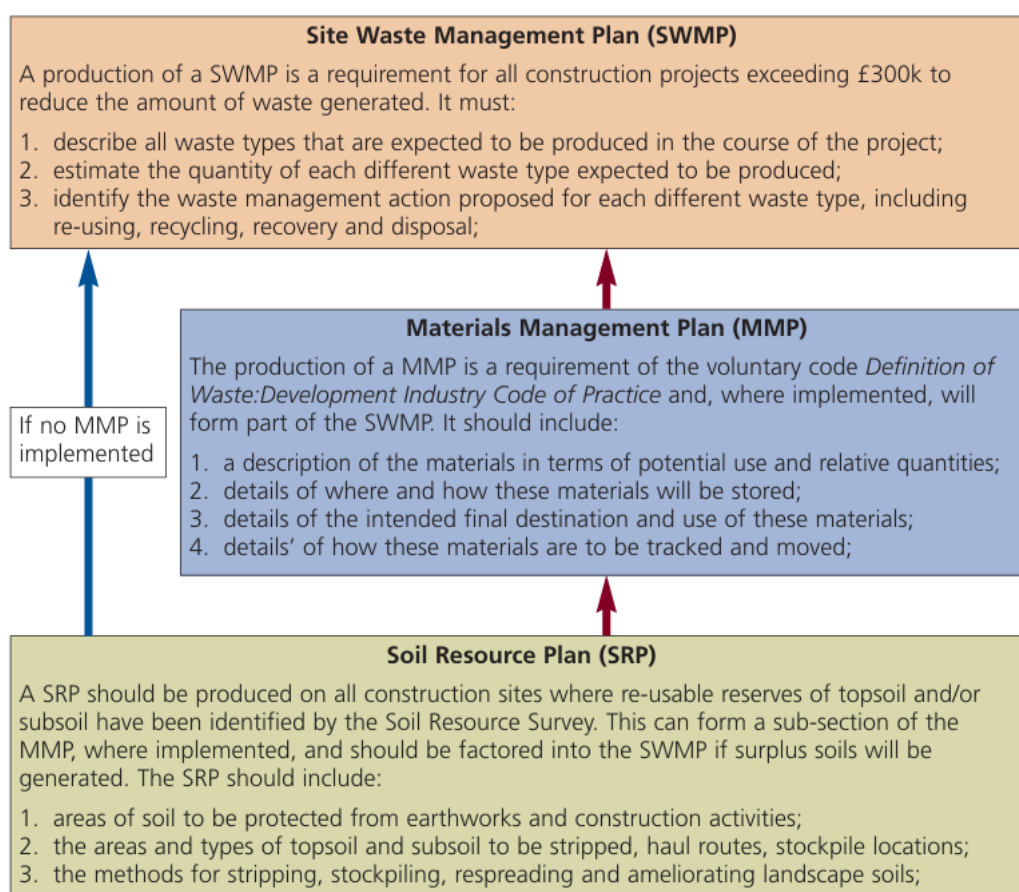 Site Waste Management Plan (SWMP)
A production of a SWMP is a requirement for all construction projects exceeding £300k to
reduce the amount of waste generated. It must:
1. describe all waste types that are expected to be produced in the course of the project;
2. estimate the quantity of each different waste type expected to be produced;
3. identify the waste management action proposed for each different waste type, including
re-using, recycling, recovery and disposal;
Materials Management Plan (MMP)
The production of a MMP is a requirement of the voluntary code Definition of
Waste:Development Industry Code of Practice and, where implemented, will
form part of the SWMP. It should include:
1. a description of the materials in terms of potential use and relative quantities;
2. details of where and how these materials will be stored;
3. details of the intended final destination and use of these materials;
4. details’ of how these materials are to be tracked and moved;
If no MMP is
implemented
Soil Resource Plan (SRP)
A SRP should be produced on all construction sites where re-usable reserves of topsoil and/or
subsoil have been identified by the Soil Resource Survey. This can form a sub-section of the
MMP, where implemented, and should be factored into the SWMP if surplus soils will be
generated. The SRP should include:
1. areas of soil to be protected from earthworks and construction activities;
2. the areas and types of topsoil and subsoil to be stripped, haul routes, stockpile locations;
3. the methods for stripping, stockpiling, respreading and ameliorating landscape soils;